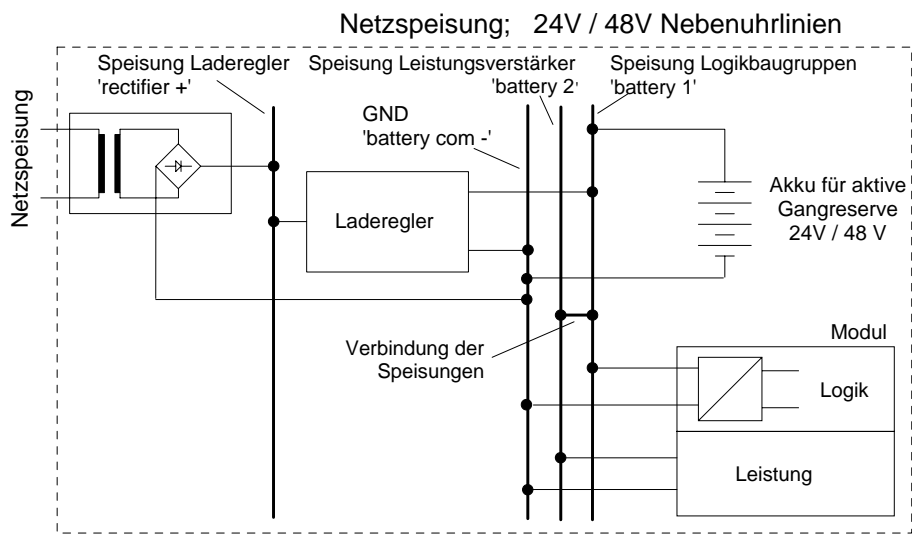 Netzspeisung; 24V / 48V Nebenuhrlinien
Speisung Laderegler
'rectifier +'
Speisung Leistungsverstärker
'battery 2'
Speisung Logikbaugruppen
'battery 1'
GND
'battery com -'
Netzspeisung
Laderegler
Akku für aktive
Gangreserve
24V / 48 V
Verbindung der
Speisungen
Modul
Logik
Leistung